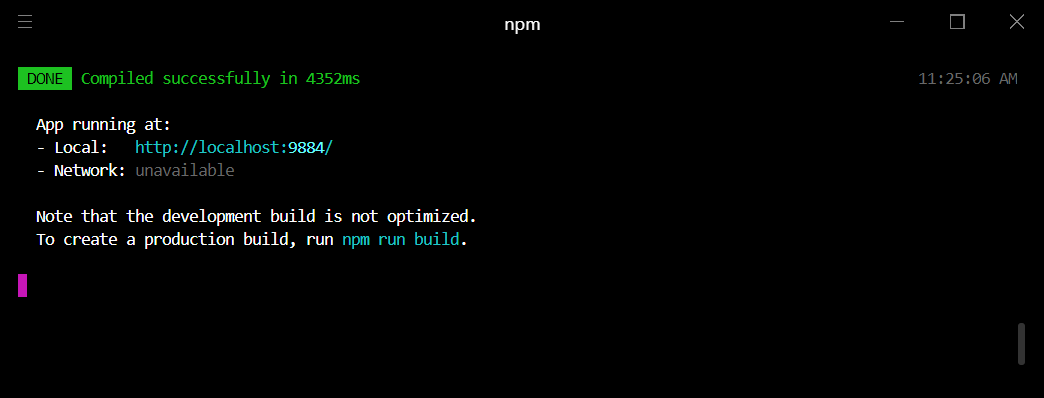 npm
DONE Compiled successfully in 4352ms 11:25:06 AM
App running at:
- Local: http://localhost:9884/
- Network: unavailable
Note that the development build is not optimized.
To create a production build, run npm run build.